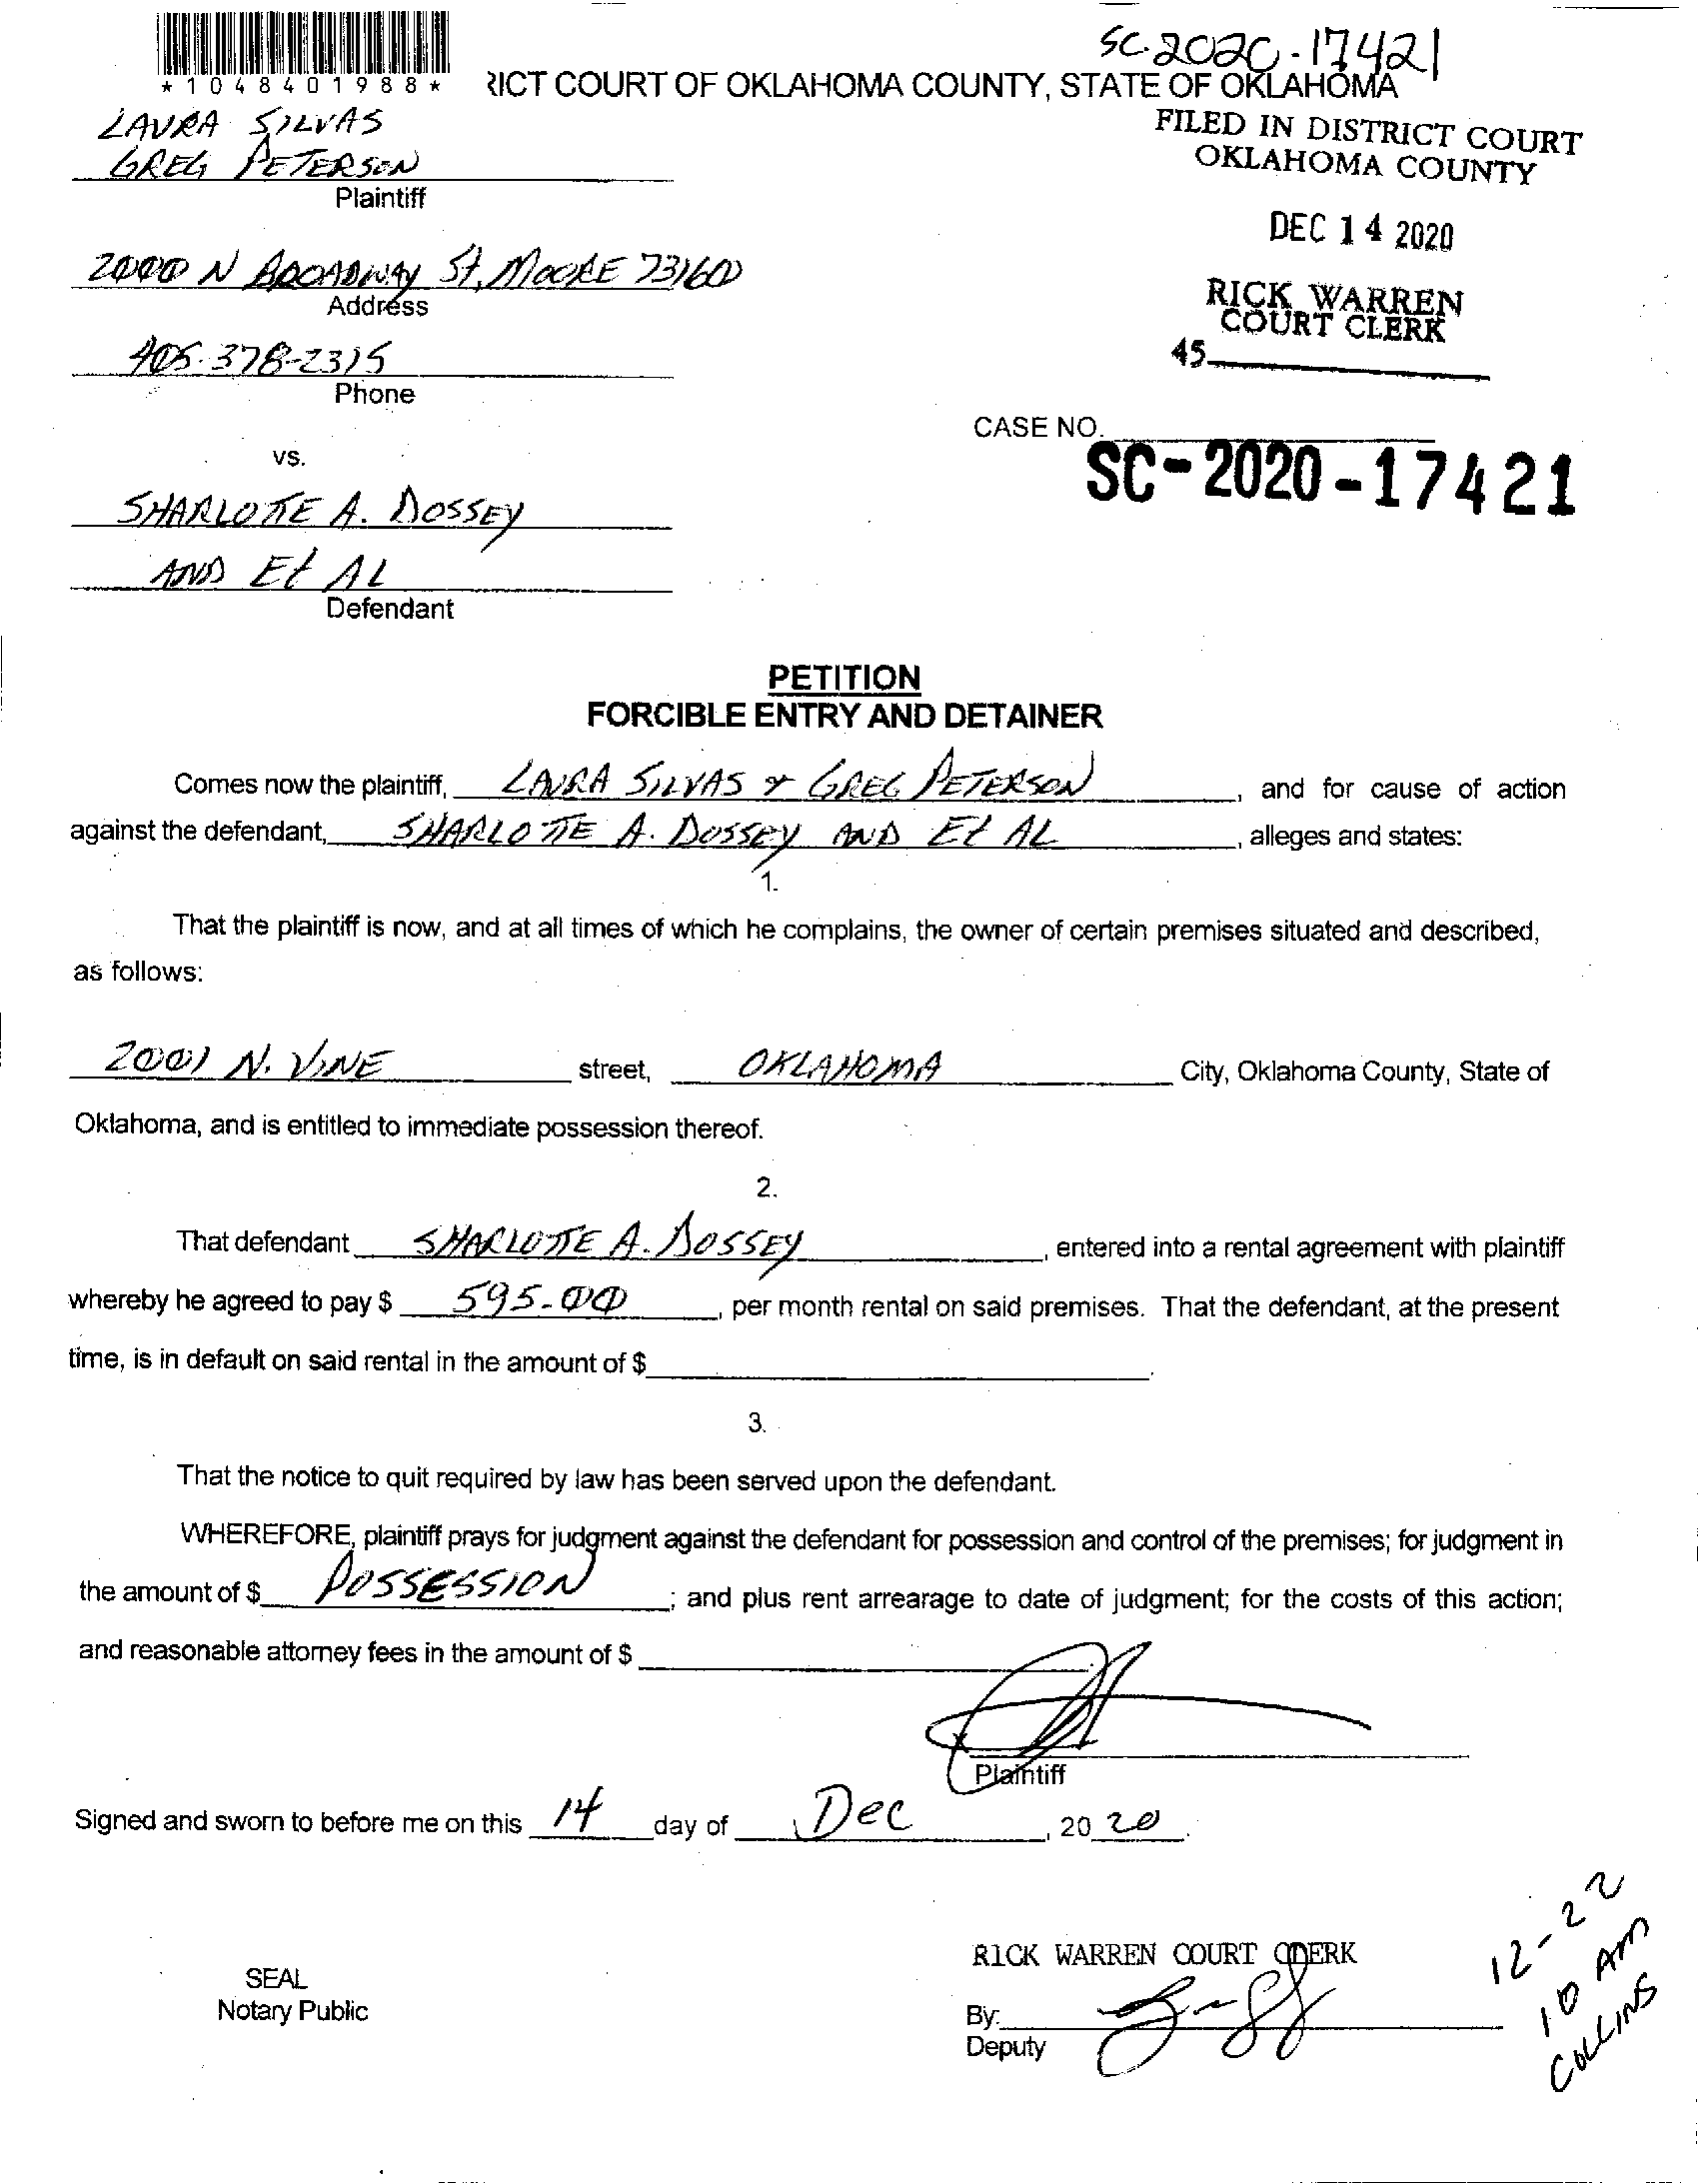 SC-2020-17421
*10484019 88*
RICT COURT OF OKLAHOMA COUNTY, STATE OF OKLAHOMA
LAURA SILVAS
GREG PETERSON
Plaintiff
FILED IN DISTRICT COURT
OKLAHOMA COUNTY
DEC 14 2020
2000 N BROADWAY St, MOORE 73160
Address
RICK WARREN
COURT CLERK
405-378-2315
Phone
45
CASE NO.
SC-2020-17421
vs.
SHARLOTTE A. DOSSEY
AND Et AL
Defendant
PETITION
FORCIBLE ENTRY AND DETAINER
Comes now the plaintiff, LAURA SILVAS & GREG PETERSON, and for cause of action
against the defendant, SHARLOTTE A. DOSSEY AND Et AL, alleges and states:
1.
That the plaintiff is now, and at all times of which he complains, the owner of certain premises situated and described,
as follows:
2001 N. VINE street, OKLAHOMA City, Oklahoma County, State of
Oklahoma, and is entitled to immediate possession thereof.
2.
That defendant SHARLOTTE A. DOSSEY, entered into a rental agreement with plaintiff
whereby he agreed to pay $ 595.00, per month rental on said premises. That the defendant, at the present
time, is in default on said rental in the amount of $ .
3.
That the notice to quit required by law has been served upon the defendant.
WHEREFORE, plaintiff prays for judgment against the defendant for possession and control of the premises; for judgment in
the amount of $ POSSESSION; and plus rent arrearage to date of judgment; for the costs of this action;
and reasonable attorney fees in the amount of $
x
Plaintiff
Signed and sworn to before me on this 14 day of Dec, 20 20.
12-22
10 AM
COLLINS
RICK WARREN COURT CLERK
SEAL
Notary Public
By:
Deputy